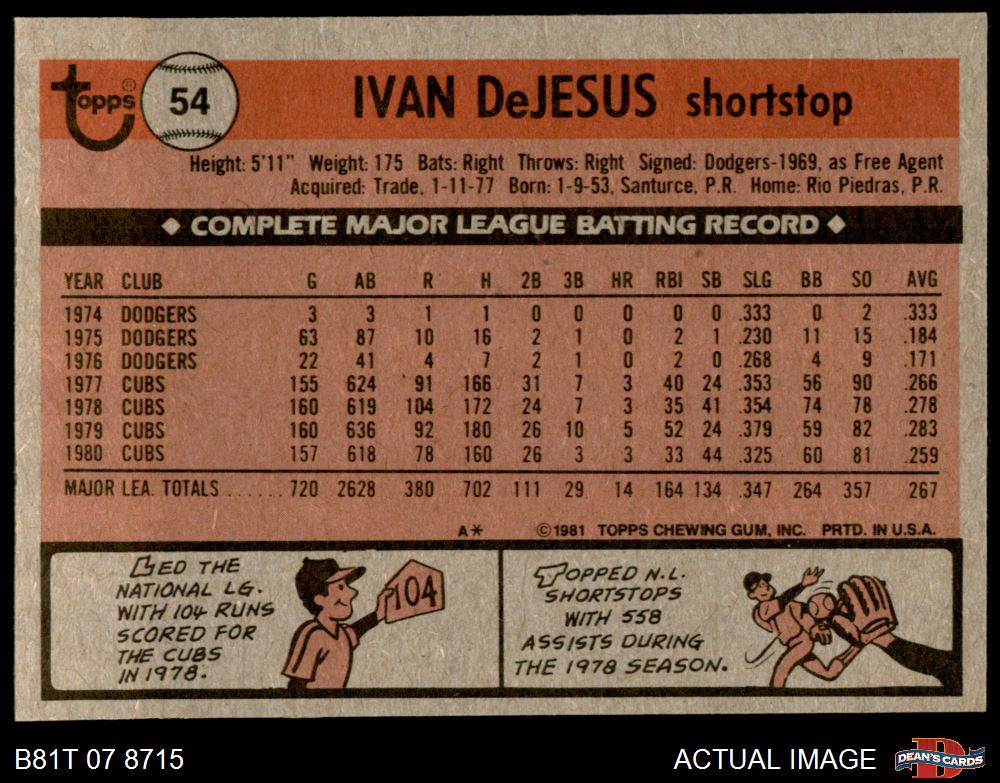 Topps® 54 IVAN DeJESUS shortstop
Height: 5'11" Weight: 175 Bats: Right Throws: Right Signed: Dodgers-1969, as Free Agent
Acquired: Trade, 1-11-77 Born: 1-9-53, Santurce, P.R. Home: Rio Piedras, P.R.
◆ COMPLETE MAJOR LEAGUE BATTING RECORD ◆
YEAR CLUB G AB R H 2B 3B HR RBI SB SLG BB SO AVG
1974 DODGERS 3 3 1 1 0 0 0 0 0 .333 0 2 .333
1975 DODGERS 63 87 10 16 2 1 0 2 1 .230 11 15 .184
1976 DODGERS 22 41 4 7 2 1 0 2 0 .268 4 9 .171
1977 CUBS 155 624 91 166 31 7 3 40 24 .353 56 90 .266
1978 CUBS 160 619 104 172 24 7 3 35 41 .354 74 78 .278
1979 CUBS 160 636 92 180 26 10 5 52 24 .379 59 82 .283
1980 CUBS 157 618 78 160 26 3 3 33 44 .325 60 81 .259
MAJOR LEA. TOTALS ...... 720 2628 380 702 111 29 14 164 134 .347 264 357 .267
A* ©1981 TOPPS CHEWING GUM, INC. PRTD. IN U.S.A.
LED THE
NATIONAL LG.
WITH 104 RUNS
SCORED FOR
THE CUBS
IN 1978.
104
TOPPED N.L.
SHORTSTOPS
WITH 558
ASSISTS DURING
THE 1978 SEASON.
B81T 07 8715 ACTUAL IMAGE DEAN'S CARDS